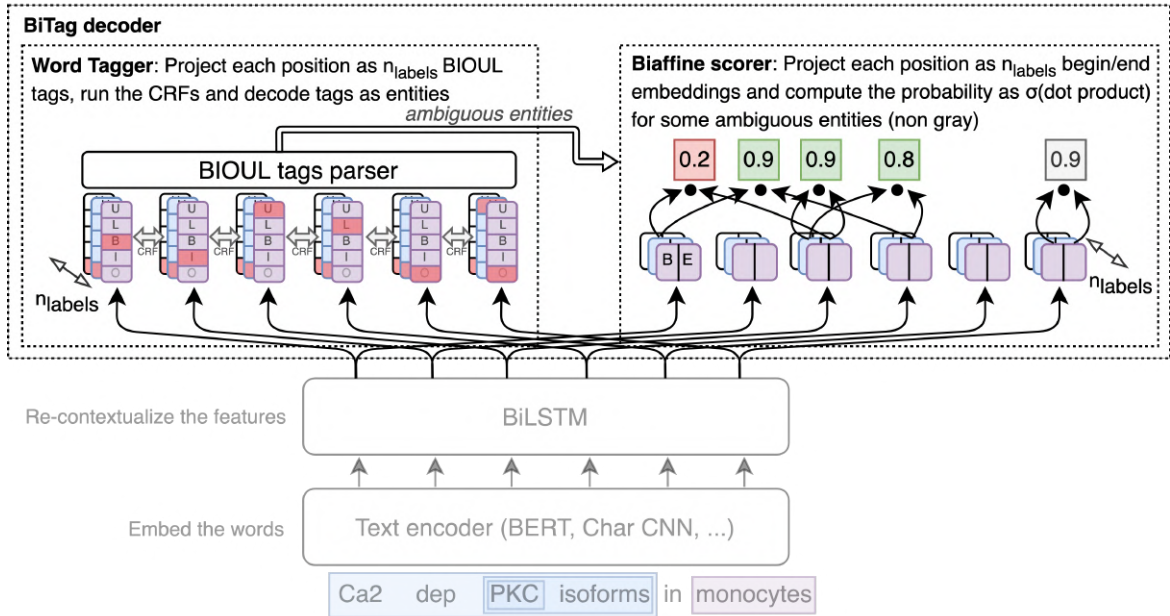 BiTag decoder
Word Tagger: Project each position as nlabels BIOUL
tags, run the CRFs and decode tags as entities
Biaffine scorer: Project each position as nlabels begin/end
embeddings and compute the probability as σ(dot product)
for some ambiguous entities (non gray)
ambiguous entities
BIOUL tags parser
0.2 0.9 0.9 0.8 0.9
U U U U U U
L L L L L L
B B B B B B
I I I I I I
O O O O O O
CRF CRF CRF CRF CRF
B E
nlabels
nlabels
Re-contextualize the features
BiLSTM
Embed the words
Text encoder (BERT, Char CNN, ...)
Ca2 dep PKC isoforms in monocytes